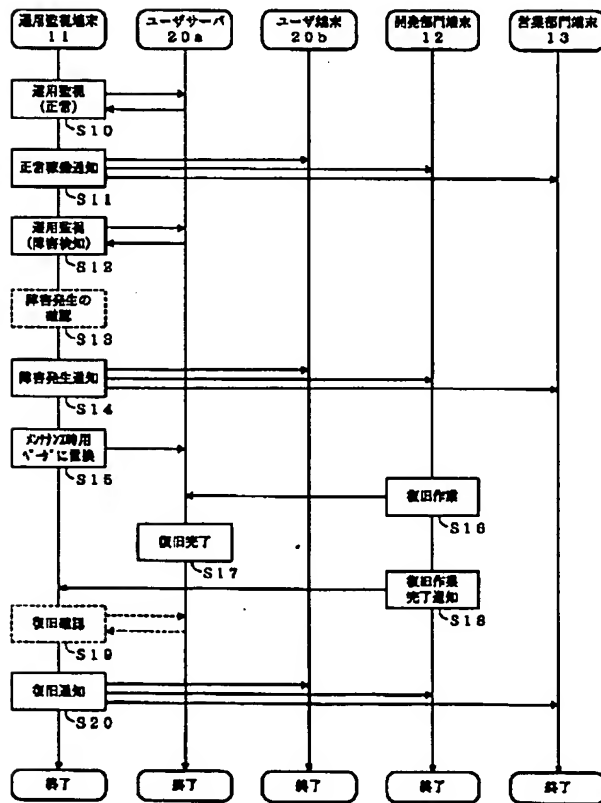 運用監視端末
11
ユーザサーバ
20a
ユーザ端末
20b
開発部門端末
12
営業部門端末
13
運用監視
(正常)
S10
正常稼働通知
S11
運用監視
(障害検知)
S12
障害発生の
確認
S13
障害発生通知
S14
メンテナンス時用
ページに置換
S15
復旧作業
S16
復旧完了
S17
復旧作業
完了通知
S18
復旧確認
S19
復旧通知
S20
終了
終了
終了
終了
終了